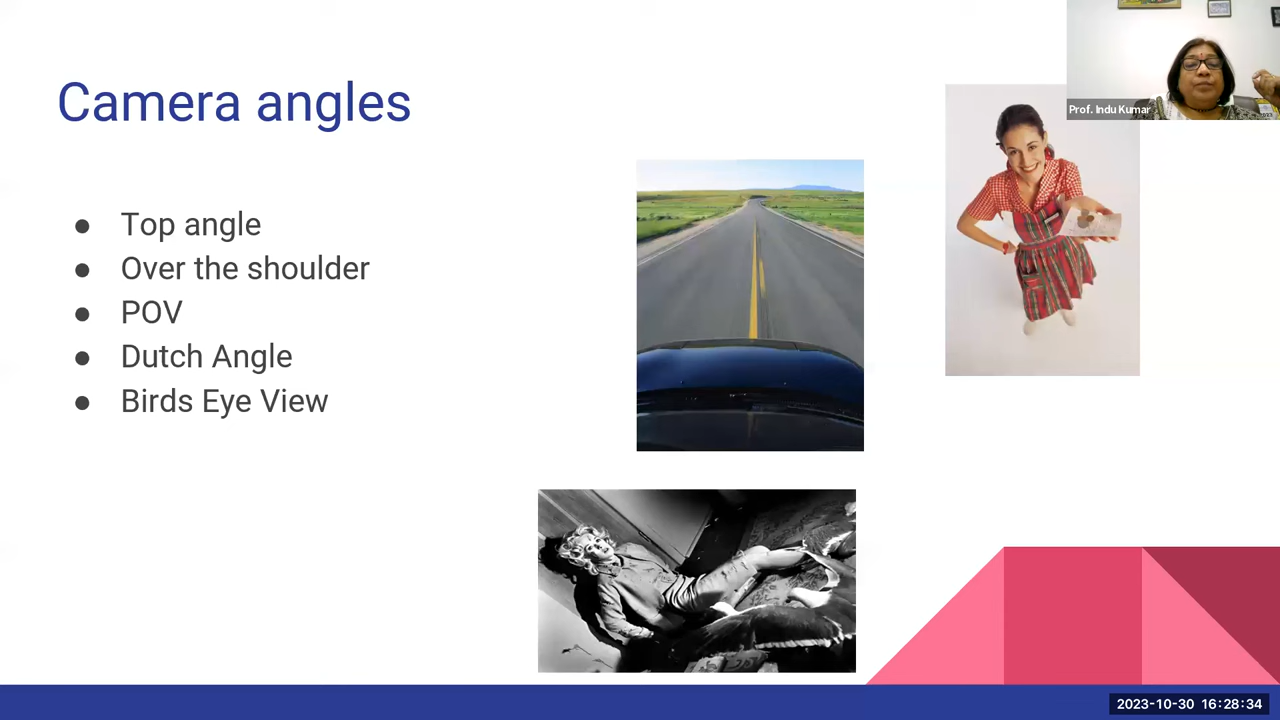 Camera angles
Prof. Indu Kumar
● Top angle
● Over the shoulder
● POV
● Dutch Angle
● Birds Eye View
2023-10-30 16:28:34